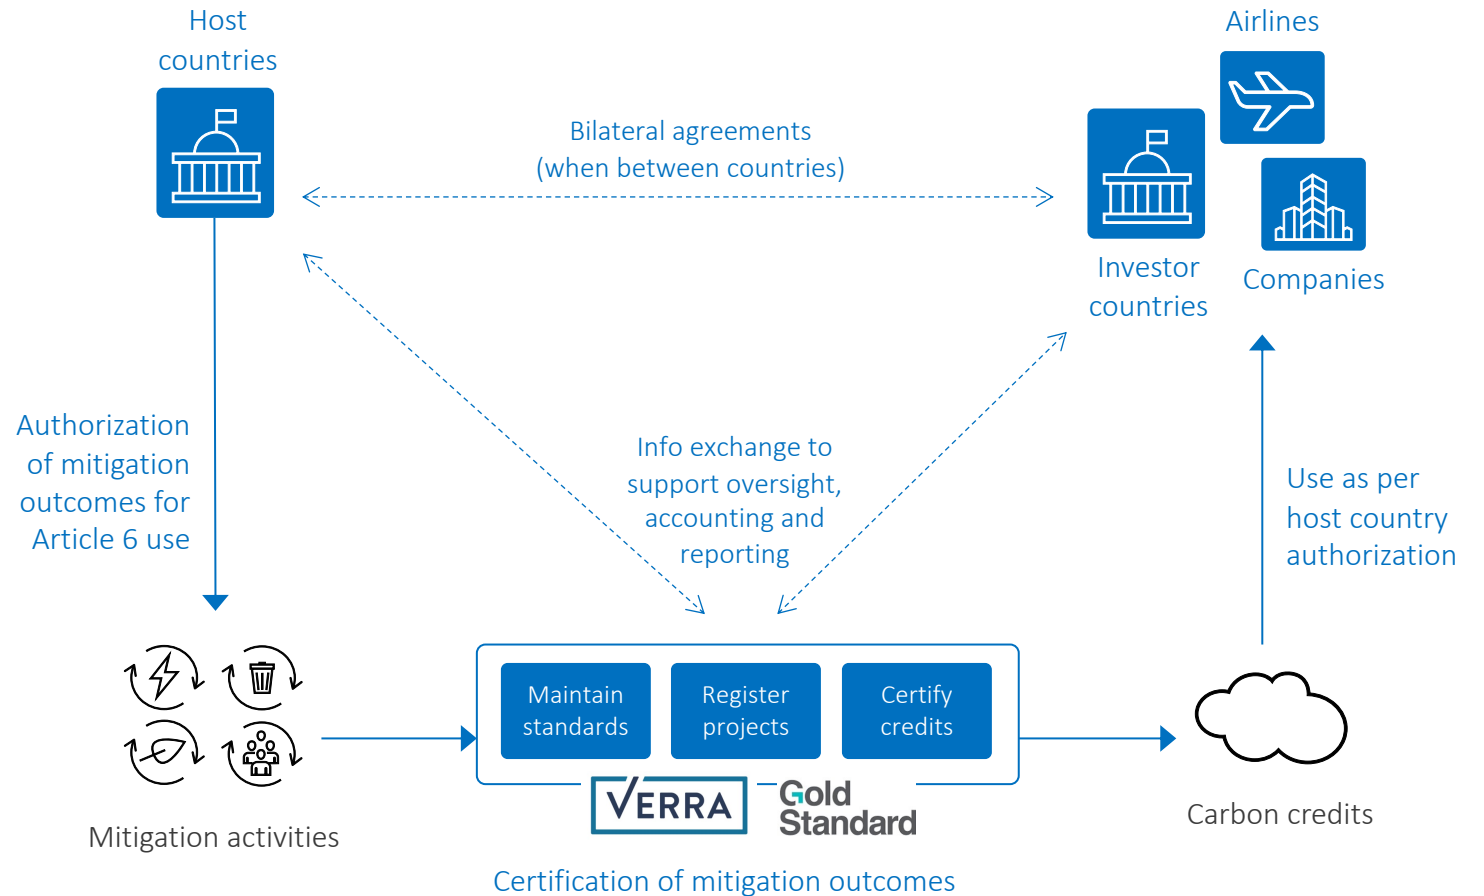 Host
countries
Airlines
Bilateral agreements
(when between countries)
Investor
countries
Companies
Authorization
of mitigation
outcomes for
Article 6 use
Info exchange to
support oversight,
accounting and
reporting
Use as per
host country
authorization
Maintain
standards
Register
projects
Certify
credits
VERRA
Gold
Standard
Mitigation activities
Carbon credits
Certification of mitigation outcomes